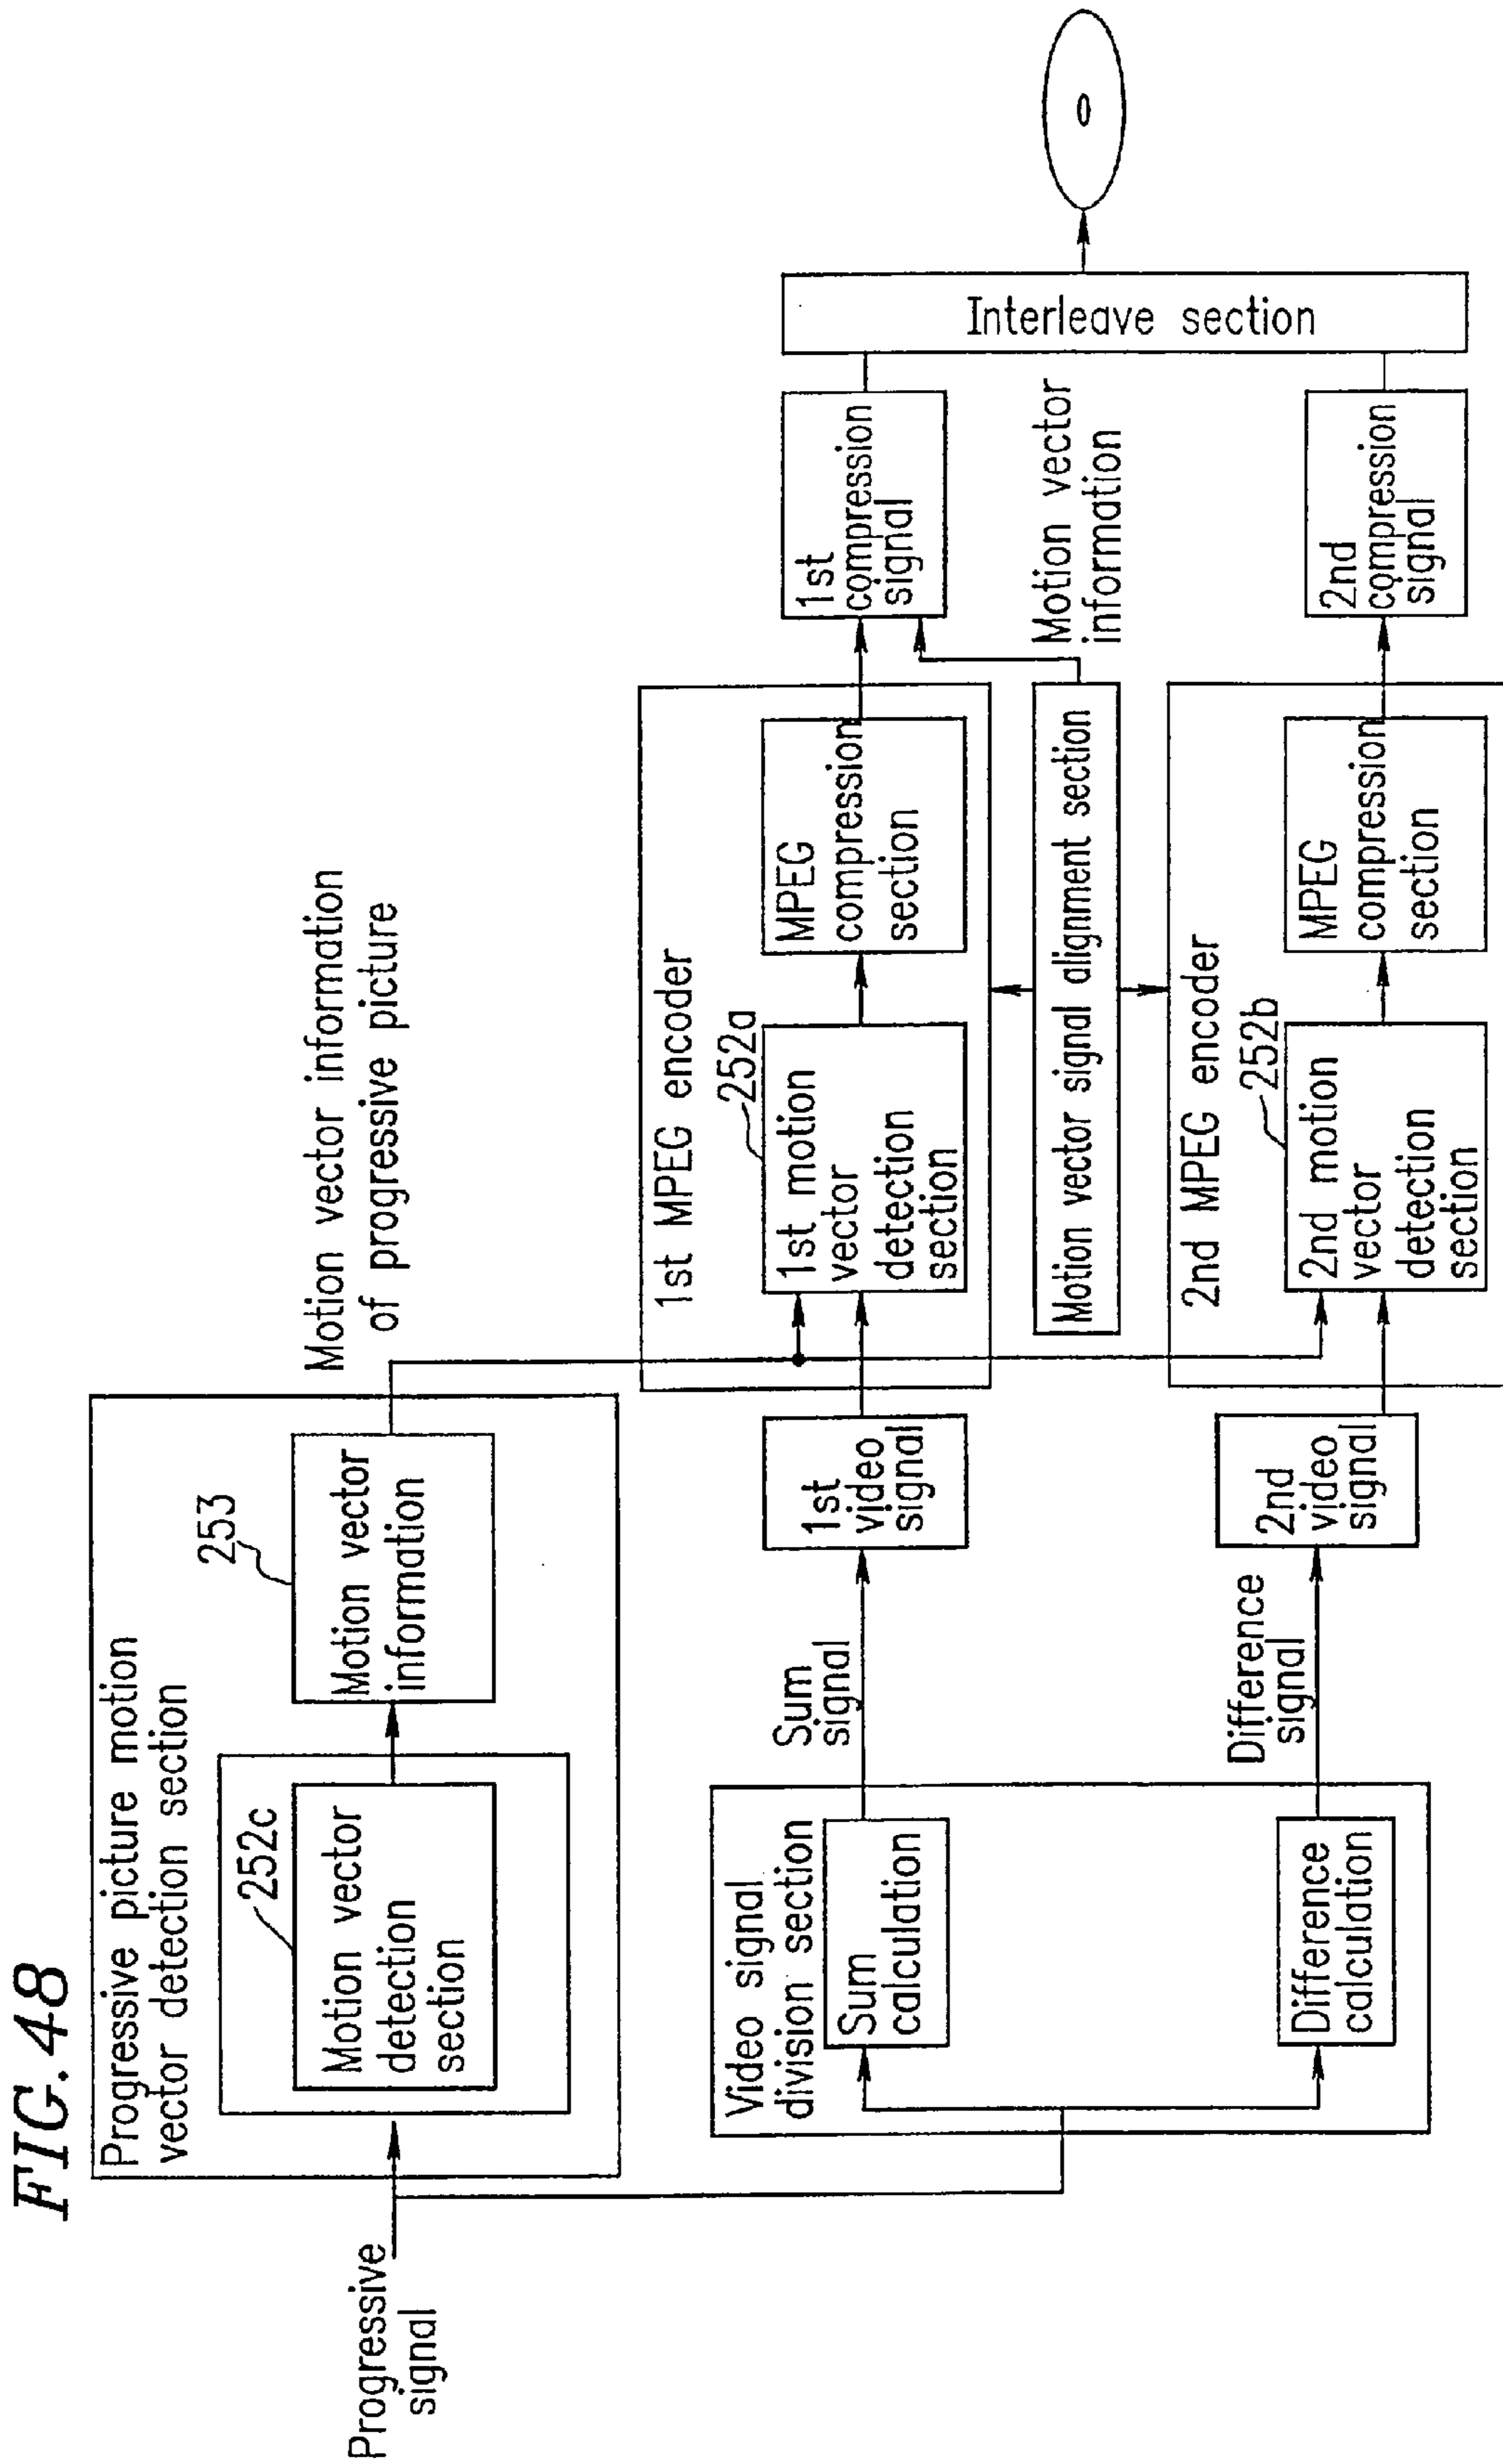 FIG. 48
Progressive picture motion
vector detection section
252c
Motion vector
detection
section
253
Motion vector
information
Motion vector information
of progressive picture
Progressive
signal
Video signal
division section
Sum
calculation
Difference
calculation
Sum
signal
Difference
signal
1st
video
signal
2nd
video
signal
1st MPEG encoder
252a
1st motion
vector
detection
section
MPEG
compression
section
Motion vector signal alignment section
2nd MPEG encoder
252b
2nd motion
vector
detection
section
MPEG
compression
section
1st
compression
signal
Motion vector
information
2nd
compression
signal
Interleave section